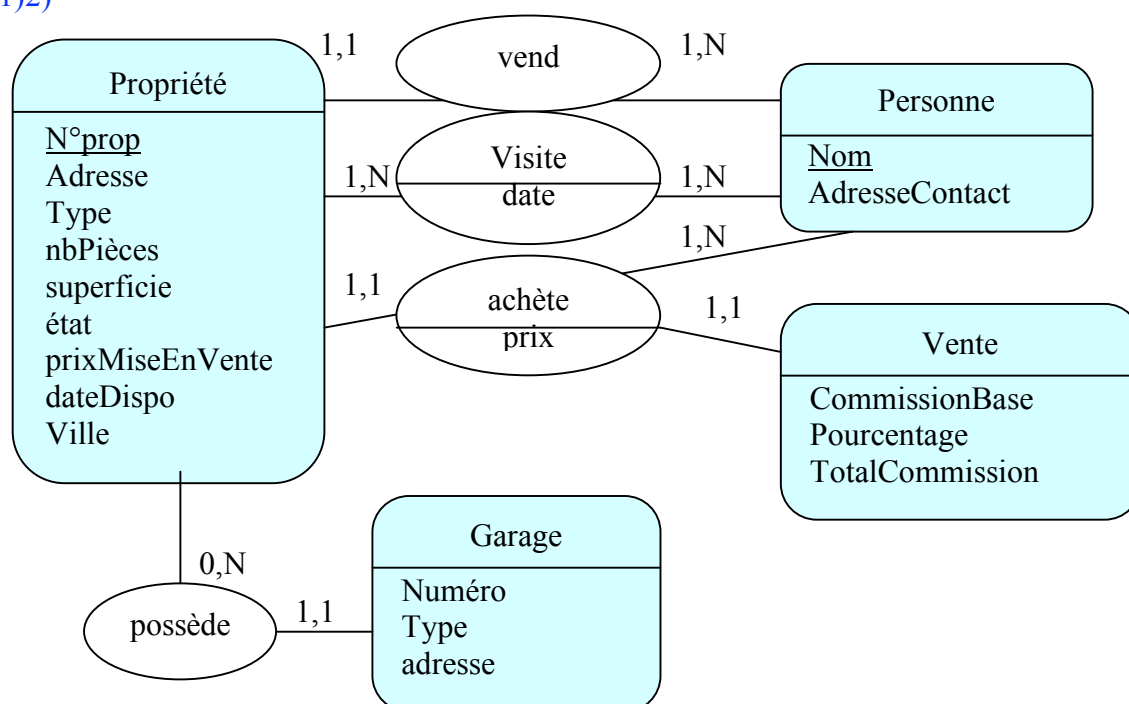 1)2)
1,1
vend
1,N
Propriété
N°prop
Adresse
Type
nbPièces
superficie
état
prixMiseEnVente
dateDispo
Ville
Personne
Nom
AdresseContact
1,N
Visite
date
1,N
1,N
1,1
achète
prix
1,1
Vente
CommissionBase
Pourcentage
TotalCommission
0,N
possède
1,1
Garage
Numéro
Type
adresse